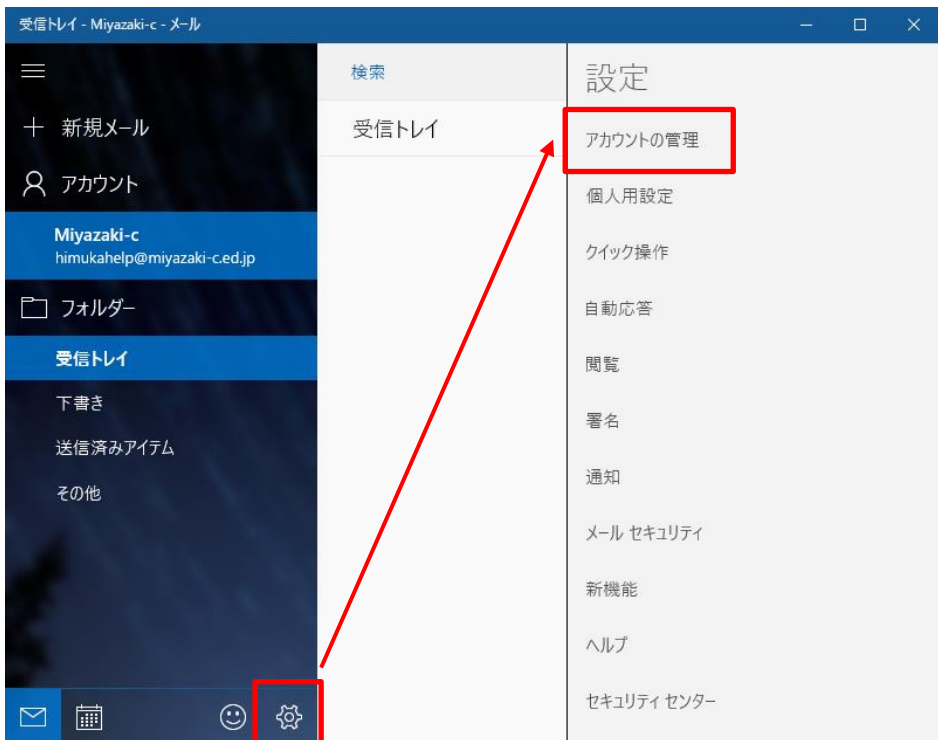 受信トレイ - Miyazaki-c - メール
新規メール
アカウント
Miyazaki-c
himukahelp@miyazaki-c.ed.jp
フォルダー
受信トレイ
下書き
送信済みアイテム
その他
検索
受信トレイ
設定
アカウントの管理
個人用設定
クイック操作
自動応答
閲覧
署名
通知
メール セキュリティ
新機能
ヘルプ
セキュリティ センター